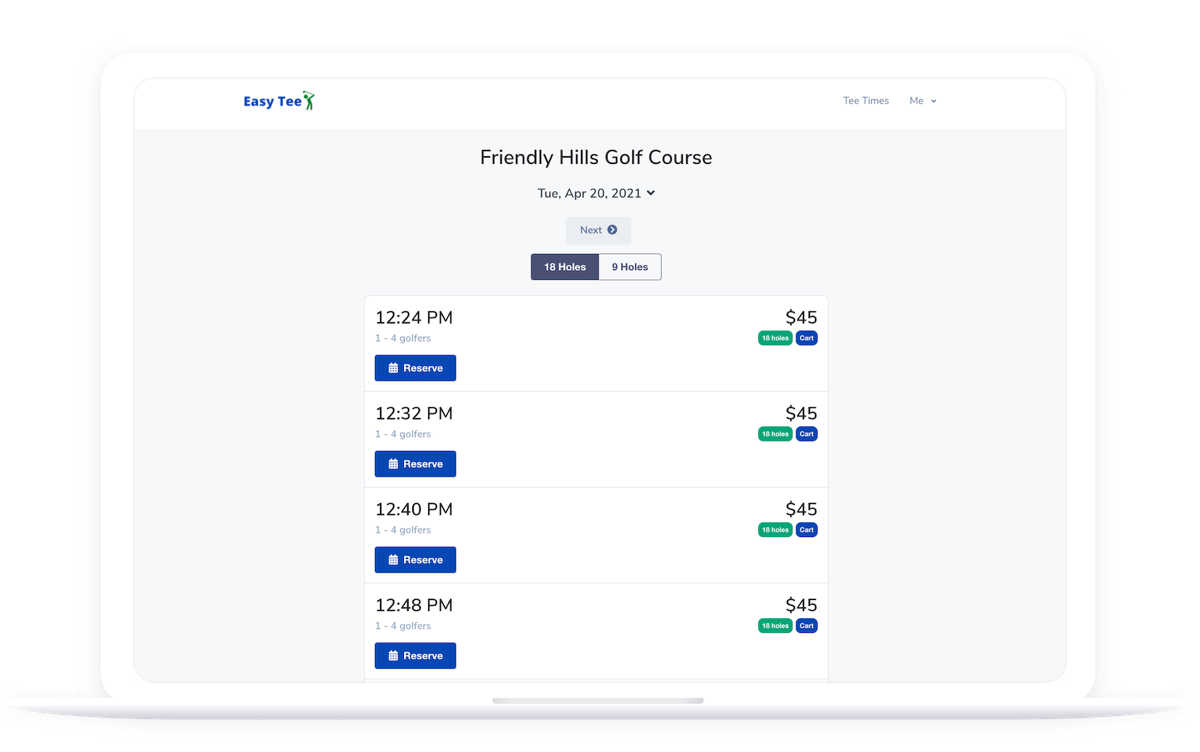 Easy Tee
Tee Times Me
Friendly Hills Golf Course
Tue, Apr 20, 2021
Next
18 Holes 9 Holes
12:24 PM $45
1 - 4 golfers 18 holes Cart
Reserve
12:32 PM $45
1 - 4 golfers 18 holes Cart
Reserve
12:40 PM $45
1 - 4 golfers 18 holes Cart
Reserve
12:48 PM $45
1 - 4 golfers 18 holes Cart
Reserve